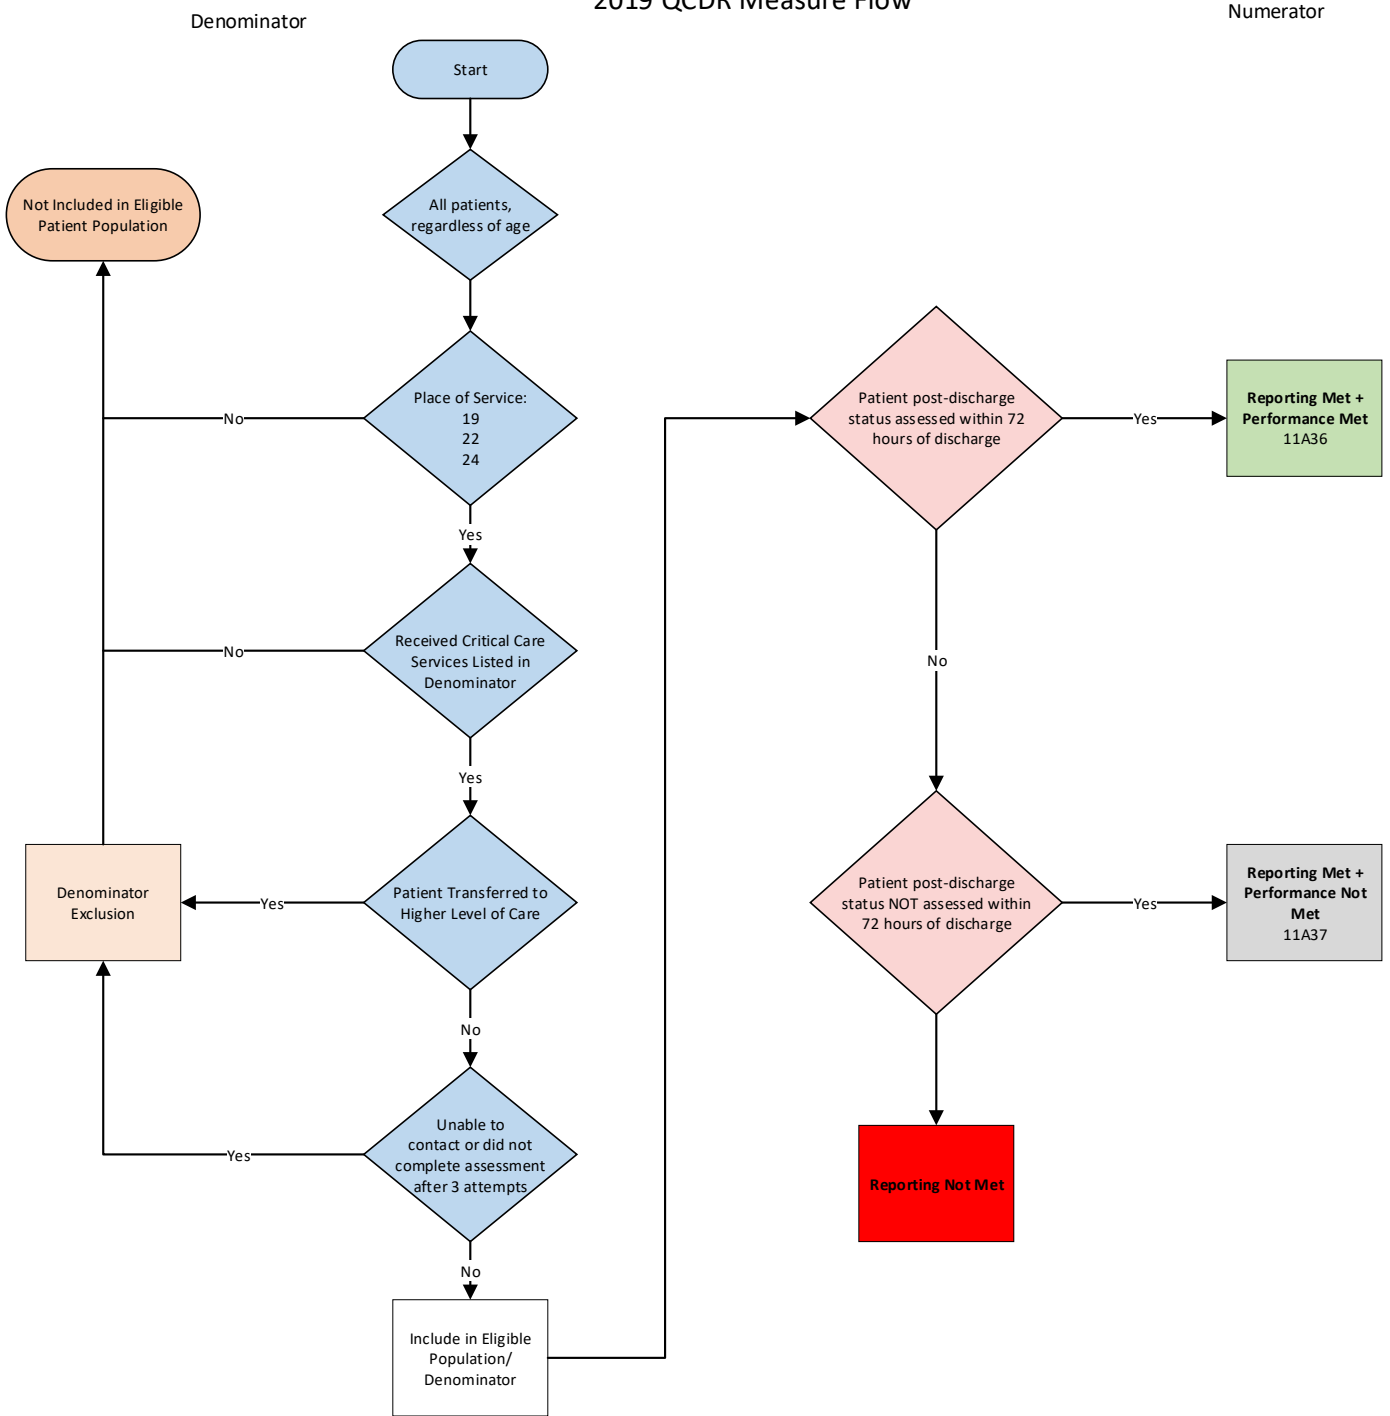 2019 QCDR Measure Flow
Denominator
Numerator
Start
All patients,
regardless of age
Not Included in Eligible
Patient Population
Place of Service:
19
22
24
No
Yes
Received Critical Care
Services Listed in
Denominator
No
Yes
Patient Transferred to
Higher Level of Care
Yes
Denominator
Exclusion
No
Unable to
contact or did not
complete assessment
after 3 attempts
Yes
No
Include in Eligible
Population/
Denominator
Patient post-discharge
status assessed within 72
hours of discharge
Yes
Reporting Met +
Performance Met
11A36
No
Patient post-discharge
status NOT assessed within
72 hours of discharge
Yes
Reporting Met +
Performance Not
Met
11A37
Reporting Not Met